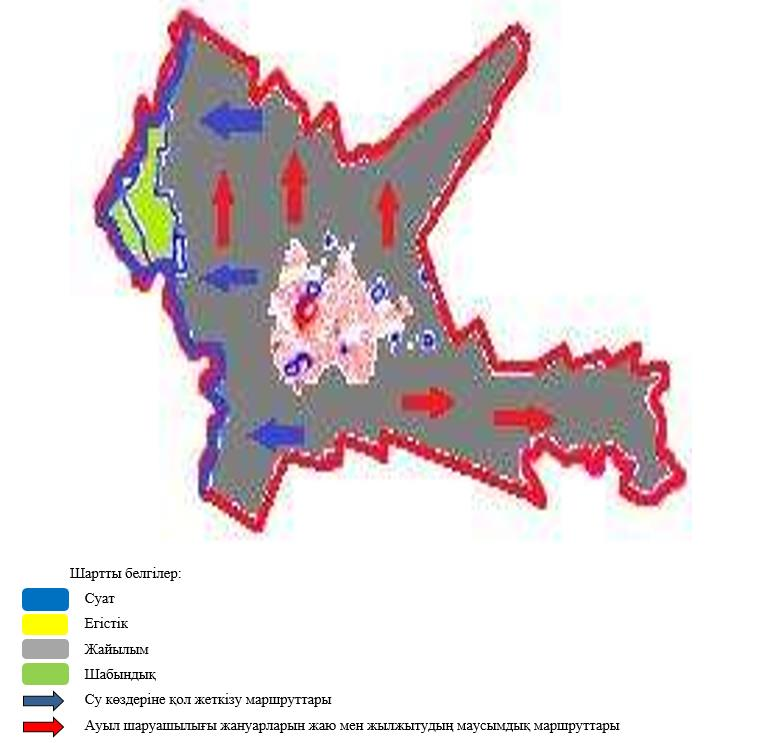 Шартты белгілер:
Суат
Егістік
Жайылым
Шабындық
Су көздеріне қол жеткізу маршруттары
Ауыл шаруашылығы жануарларын жаю мен жылжытудың маусымдық маршруттары